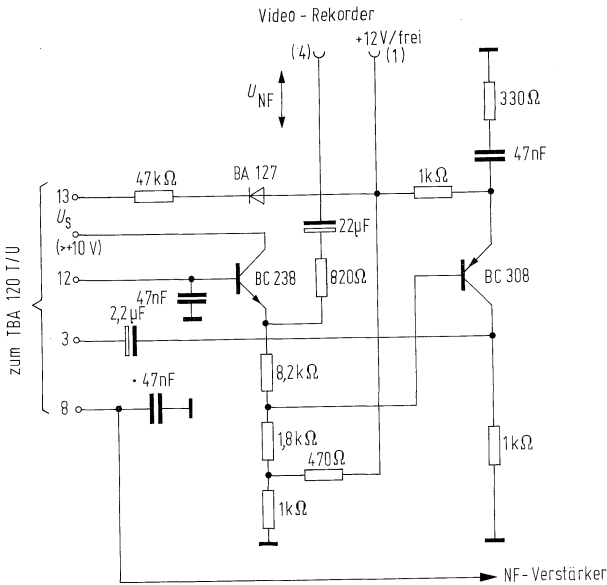 Video - Rekorder
+12V/frei
(4)
(1)
U NF
330Ω
47nF
47kΩ
BA 127
1kΩ
13
U S
(>+10 V)
22µF
12
BC 238
820Ω
BC 308
47nF
2,2µF
3
zum TBA 120 T/U
8,2kΩ
47nF
8
1,8kΩ
470Ω
1kΩ
1kΩ
NF-Verstärker